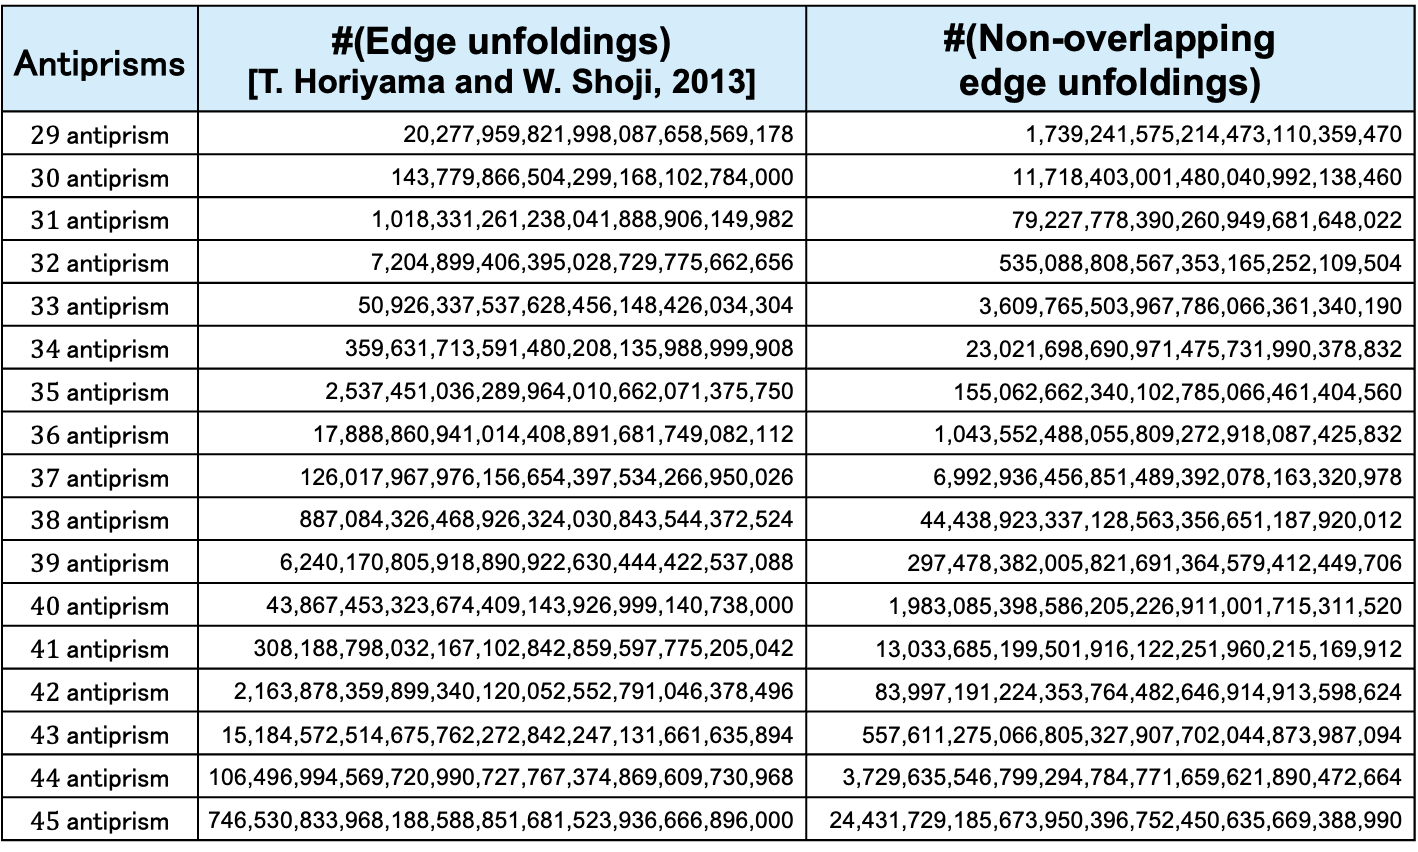 Antiprisms #(Edge unfoldings) [T. Horiyama and W. Shoji, 2013] #(Non-overlapping edge unfoldings)
29 antiprism 20,277,959,821,998,087,658,569,178 1,739,241,575,214,473,110,359,470
30 antiprism 143,779,866,504,299,168,102,784,000 11,718,403,001,480,040,992,138,460
31 antiprism 1,018,331,261,238,041,888,906,149,982 79,227,778,390,260,949,681,648,022
32 antiprism 7,204,899,406,395,028,729,775,662,656 535,088,808,567,353,165,252,109,504
33 antiprism 50,926,337,537,628,456,148,426,034,304 3,609,765,503,967,786,066,361,340,190
34 antiprism 359,631,713,591,480,208,135,988,999,908 23,021,698,690,971,475,731,990,378,832
35 antiprism 2,537,451,036,289,964,010,662,071,375,750 155,062,662,340,102,785,066,461,404,560
36 antiprism 17,888,860,941,014,408,891,681,749,082,112 1,043,552,488,055,809,272,918,087,425,832
37 antiprism 126,017,967,976,156,654,397,534,266,950,026 6,992,936,456,851,489,392,078,163,320,978
38 antiprism 887,084,326,468,926,324,030,843,544,372,524 44,438,923,337,128,563,356,651,187,920,012
39 antiprism 6,240,170,805,918,890,922,630,444,422,537,088 297,478,382,005,821,691,364,579,412,449,706
40 antiprism 43,867,453,323,674,409,143,926,999,140,738,000 1,983,085,398,586,205,226,911,001,715,311,520
41 antiprism 308,188,798,032,167,102,842,859,597,775,205,042 13,033,685,199,501,916,122,251,960,215,169,912
42 antiprism 2,163,878,359,899,340,120,052,552,791,046,378,496 83,997,191,224,353,764,482,646,914,913,598,624
43 antiprism 15,184,572,514,675,762,272,842,247,131,661,635,894 557,611,275,066,805,327,907,702,044,873,987,094
44 antiprism 106,496,994,569,720,990,727,767,374,869,609,730,968 3,729,635,546,799,294,784,771,659,621,890,472,664
45 antiprism 746,530,833,968,188,588,851,681,523,936,666,896,000 24,431,729,185,673,950,396,752,450,635,669,388,990